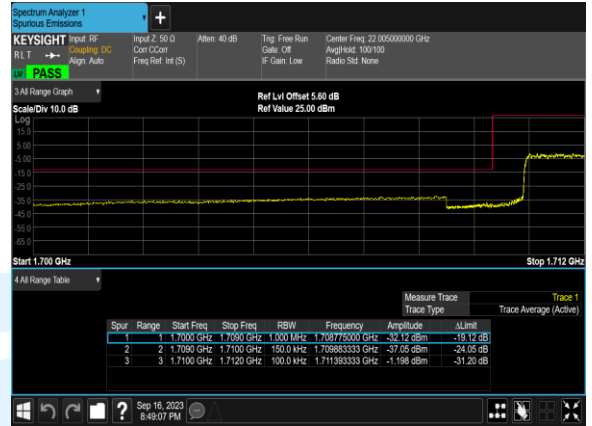 Spectrum Analyzer 1
Spurious Emissions
KEYSIGHT Input: RF Input Z: 50 Ω Atten: 40 dB Trig: Free Run Center Freq: 22.005000000 GHz
RLT Coupling: DC Corr CCorr Gate: Off Avg|Hold: 100/100
Align: Auto Freq Ref: Int (S) IF Gain: Low Radio Std: None
PASS
3 All Range Graph
Ref Lvl Offset 5.60 dB
Scale/Div 10.0 dB Ref Value 25.00 dBm
Log
15.0
5.00
-5.00
-15.0
-25.0
-35.0
-45.0
-55.0
-65.0
Start 1.700 GHz Stop 1.712 GHz
4 All Range Table
Measure Trace Trace 1
Trace Type Trace Average (Active)
Spur Range Start Freq Stop Freq RBW Frequency Amplitude ΔLimit
1 1 1.7000 GHz 1.7090 GHz 1.000 MHz 1.708775000 GHz -32.12 dBm -19.12 dB
2 2 1.7090 GHz 1.7100 GHz 150.0 kHz 1.709883333 GHz -37.05 dBm -24.05 dB
3 3 1.7100 GHz 1.7120 GHz 100.0 kHz 1.711393333 GHz -1.198 dBm -31.20 dB
Sep 16, 2023
8:49:07 PM